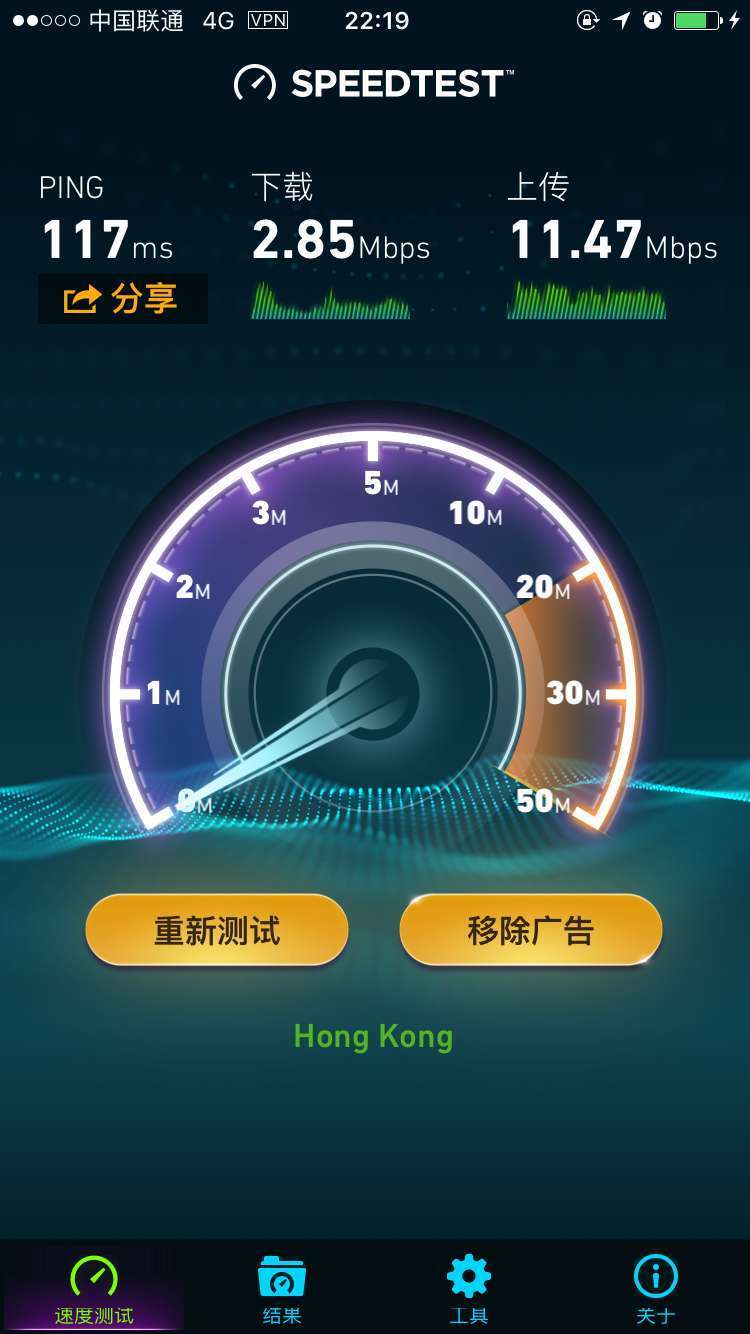 中国联通 4G VPN 22:19
SPEEDTEST™
PING 下载 上传
117ms 2.85Mbps 11.47Mbps
分享
5M
3M 10M
2M 20M
1M 30M
0M 50M
重新测试 移除广告
Hong Kong
速度测试 结果 工具 关于